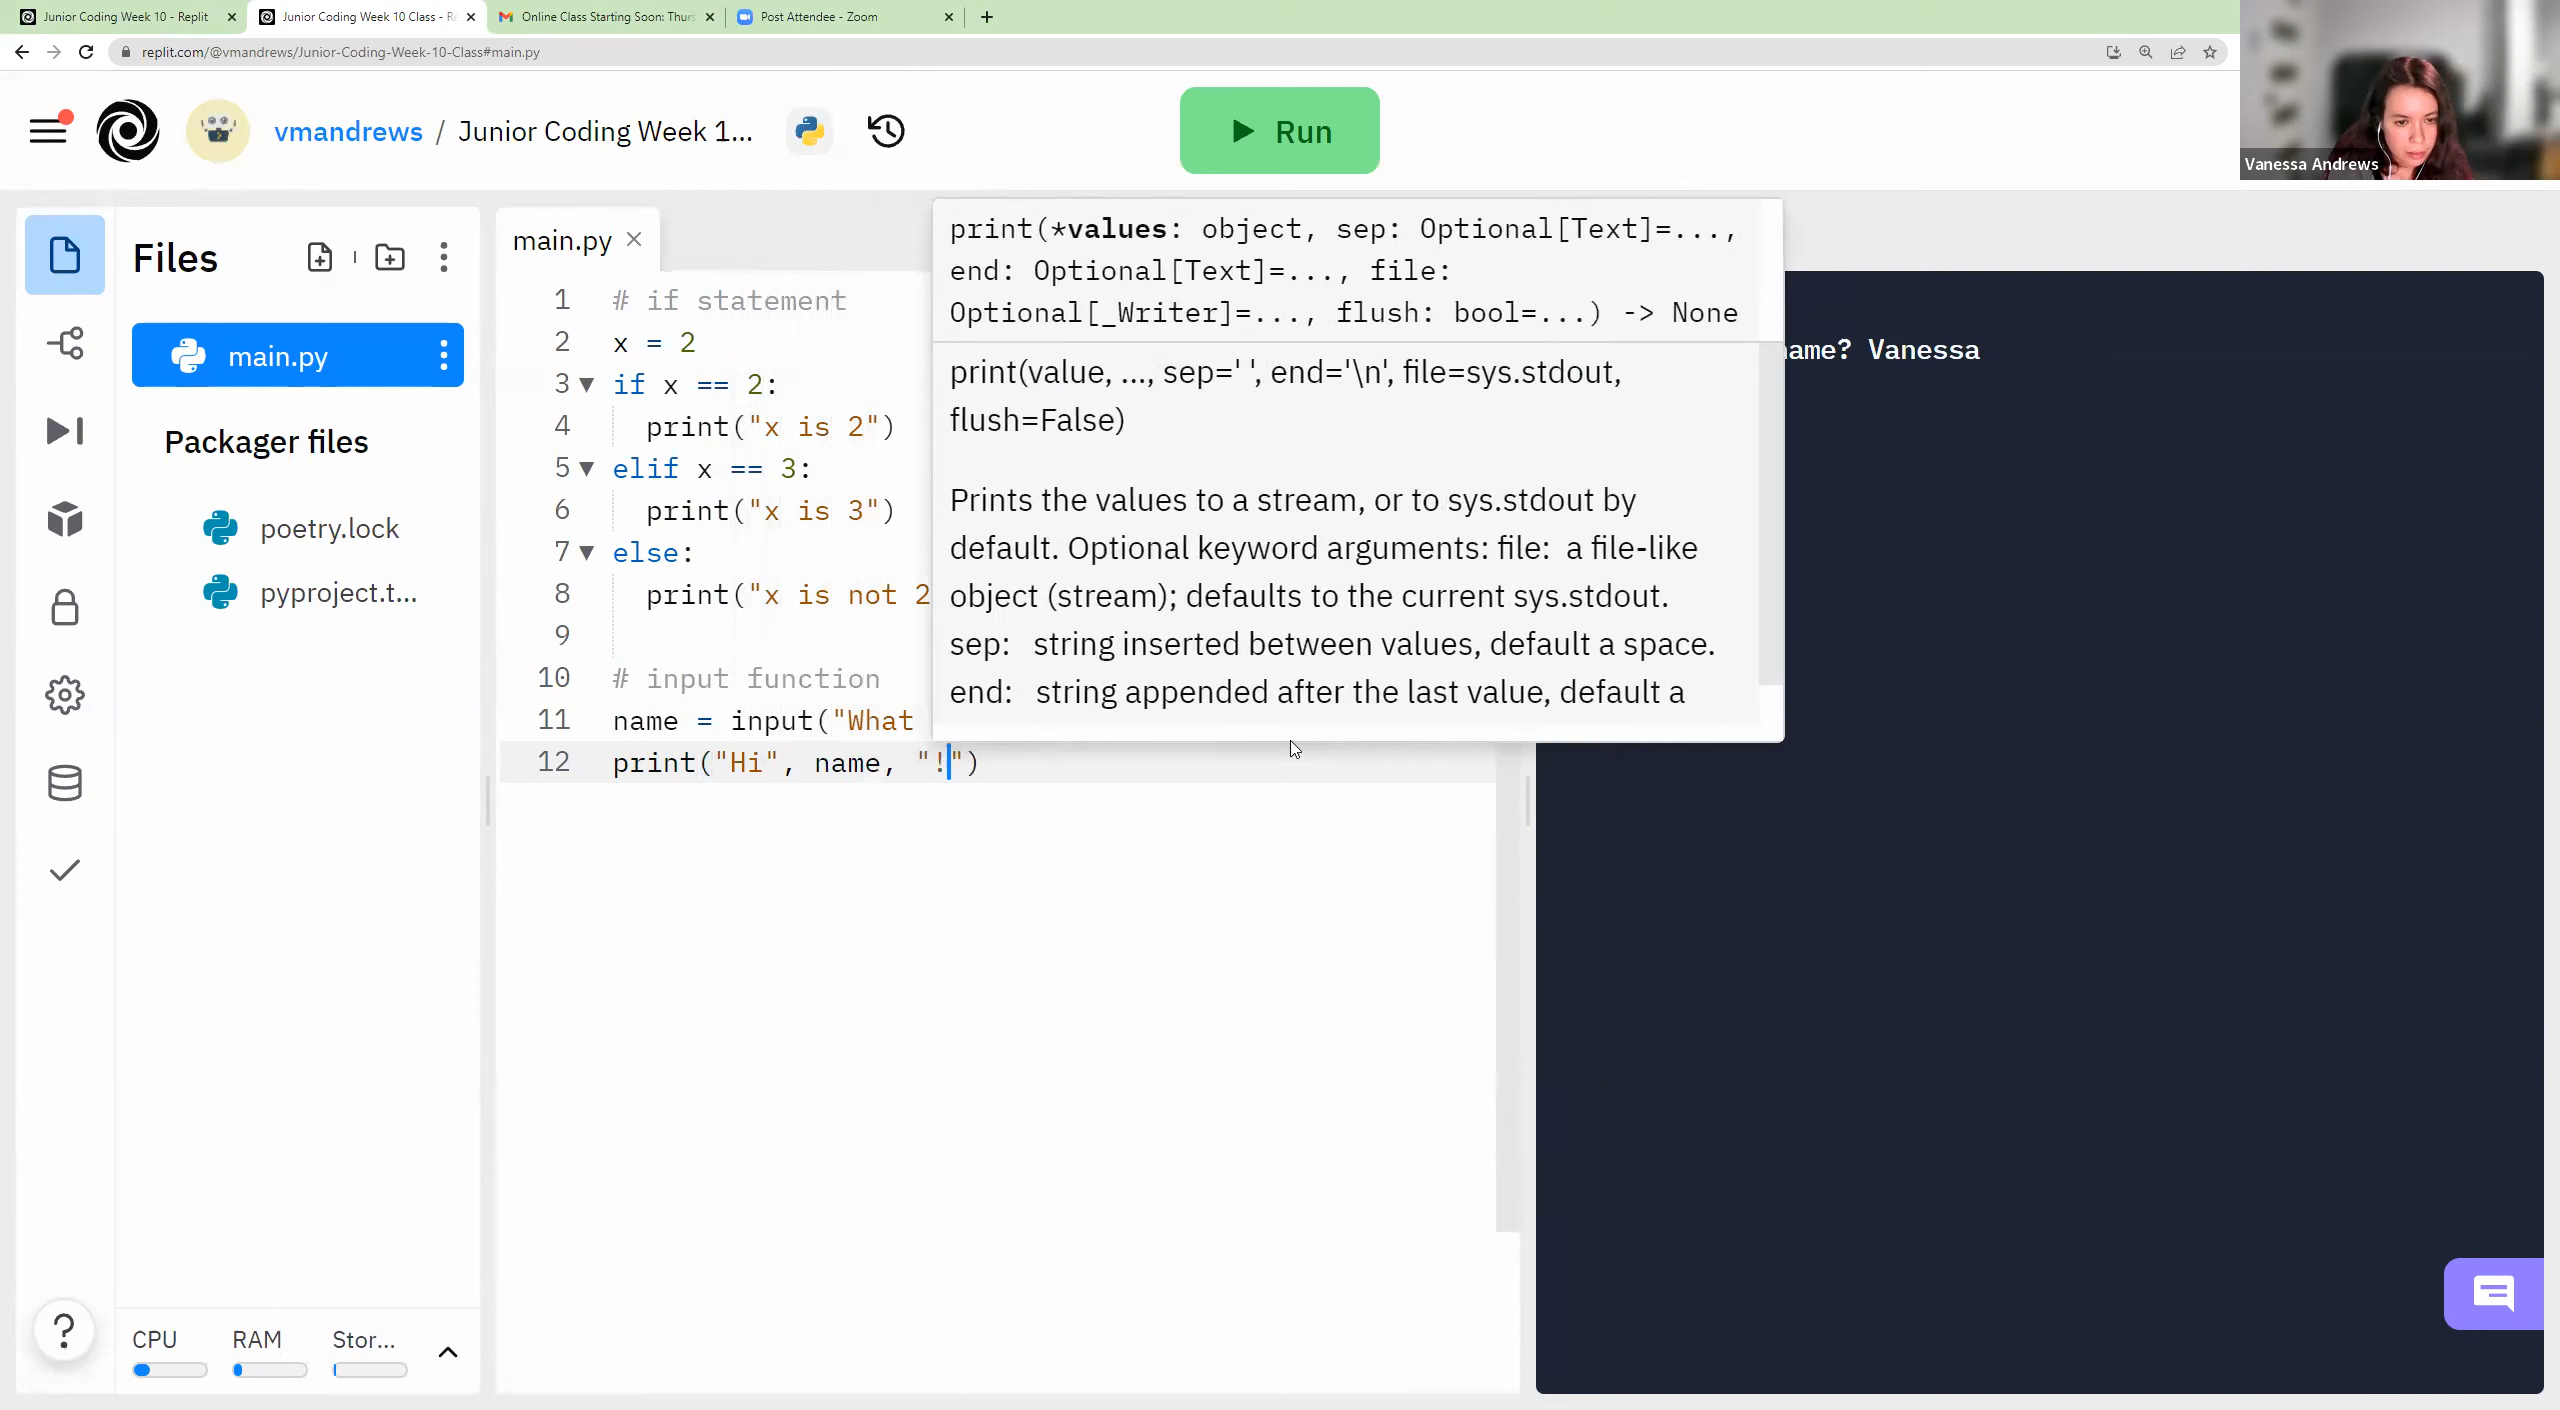 Junior Coding Week 10 - Replit
Junior Coding Week 10 Class - Re
Online Class Starting Soon: Thurs
Post Attendee - Zoom
replit.com/@vmandrews/Junior-Coding-Week-10-Class#main.py
vmandrews / Junior Coding Week 1...
Run
Vanessa Andrews
Files
main.py
Packager files
poetry.lock
pyproject.t...
CPU RAM Stor...
main.py
1 # if statement
2 x = 2
3 if x == 2:
4 print("x is 2")
5 elif x == 3:
6 print("x is 3")
7 else:
8 print("x is not 2
9
10 # input function
11 name = input("What
12 print("Hi", name, "!")
print(*values: object, sep: Optional[Text]=...,
end: Optional[Text]=..., file:
Optional[_Writer]=..., flush: bool=...) -> None
print(value, ..., sep=' ', end='\n', file=sys.stdout,
flush=False)
Prints the values to a stream, or to sys.stdout by
default. Optional keyword arguments: file: a file-like
object (stream); defaults to the current sys.stdout.
sep: string inserted between values, default a space.
end: string appended after the last value, default a
name? Vanessa
?